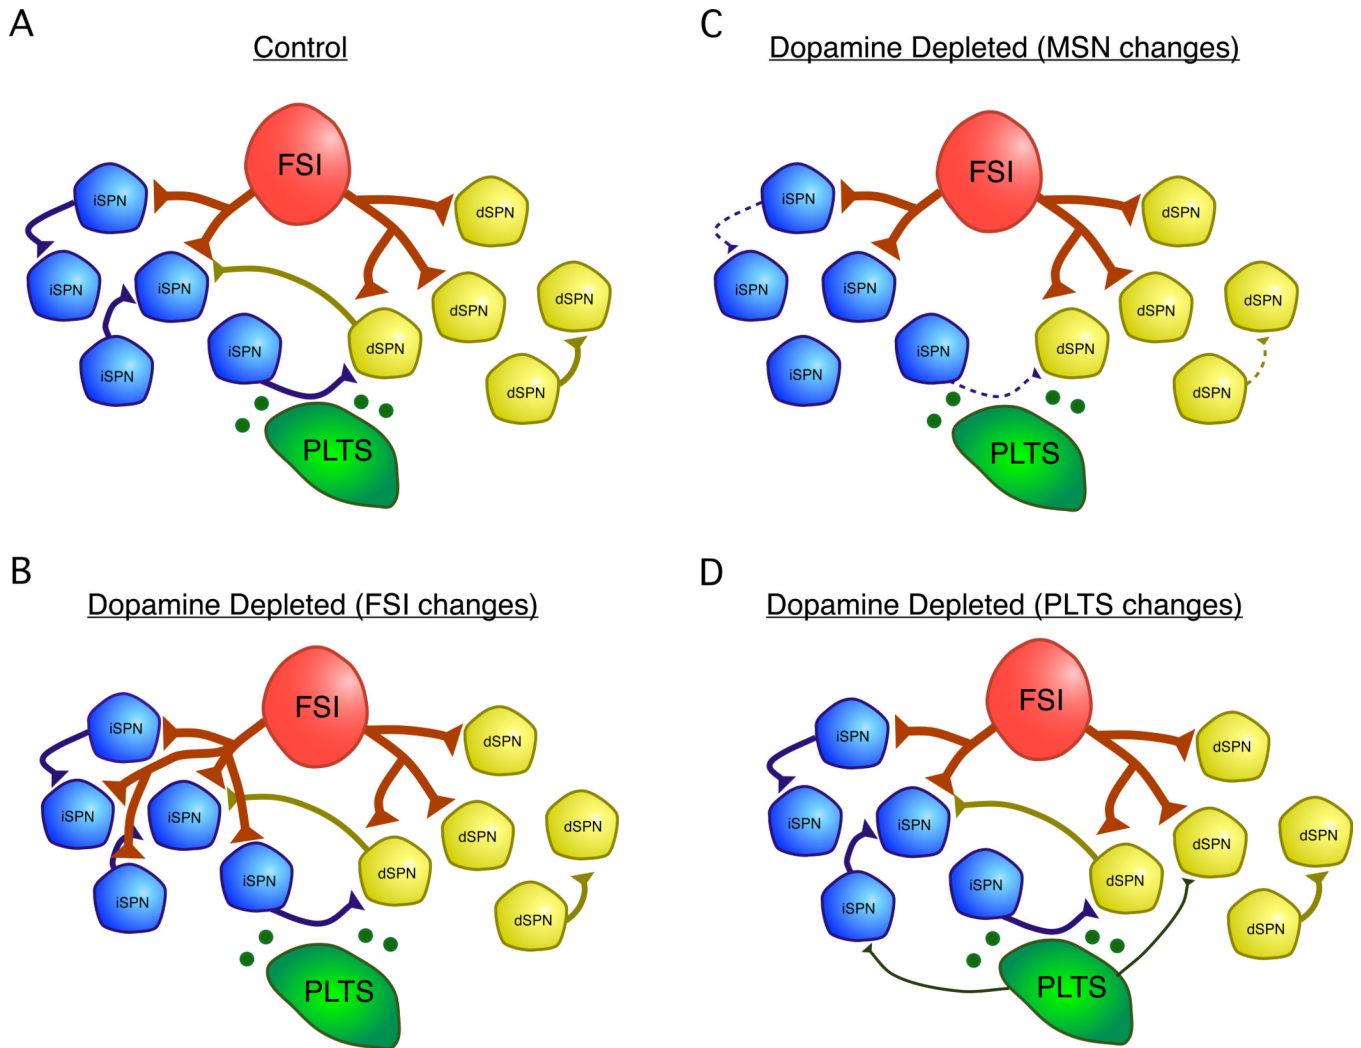 A
Control
FSI
iSPN
dSPN
iSPN
iSPN
dSPN
dSPN
iSPN
dSPN
iSPN
dSPN
PLTS
C
Dopamine Depleted (MSN changes)
FSI
iSPN
dSPN
iSPN
iSPN
dSPN
dSPN
iSPN
dSPN
iSPN
dSPN
PLTS
B
Dopamine Depleted (FSI changes)
FSI
iSPN
dSPN
iSPN
iSPN
dSPN
dSPN
iSPN
dSPN
iSPN
dSPN
PLTS
D
Dopamine Depleted (PLTS changes)
FSI
iSPN
dSPN
iSPN
iSPN
dSPN
dSPN
iSPN
dSPN
iSPN
dSPN
PLTS